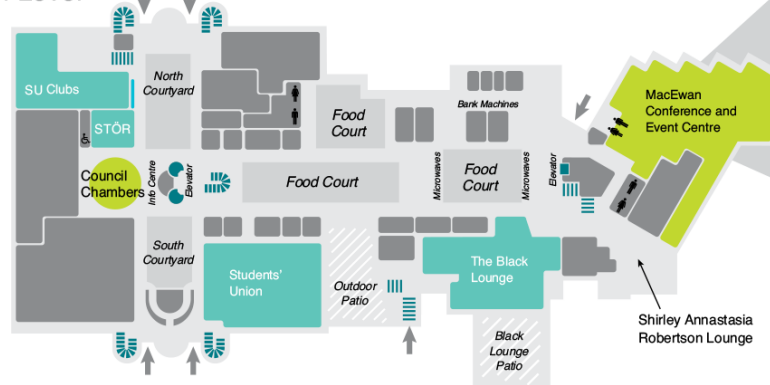 SU Clubs
North
Courtyard
Food
Court
Bank Machines
MacEwan
Conference and
Event Centre
STÖR
Council
Chambers
Info Centre
Elevator
Food Court
Microwaves
Food
Court
Microwaves
Elevator
South
Courtyard
Students'
Union
Outdoor
Patio
The Black
Lounge
Black
Lounge
Patio
Shirley Annastasia
Robertson Lounge